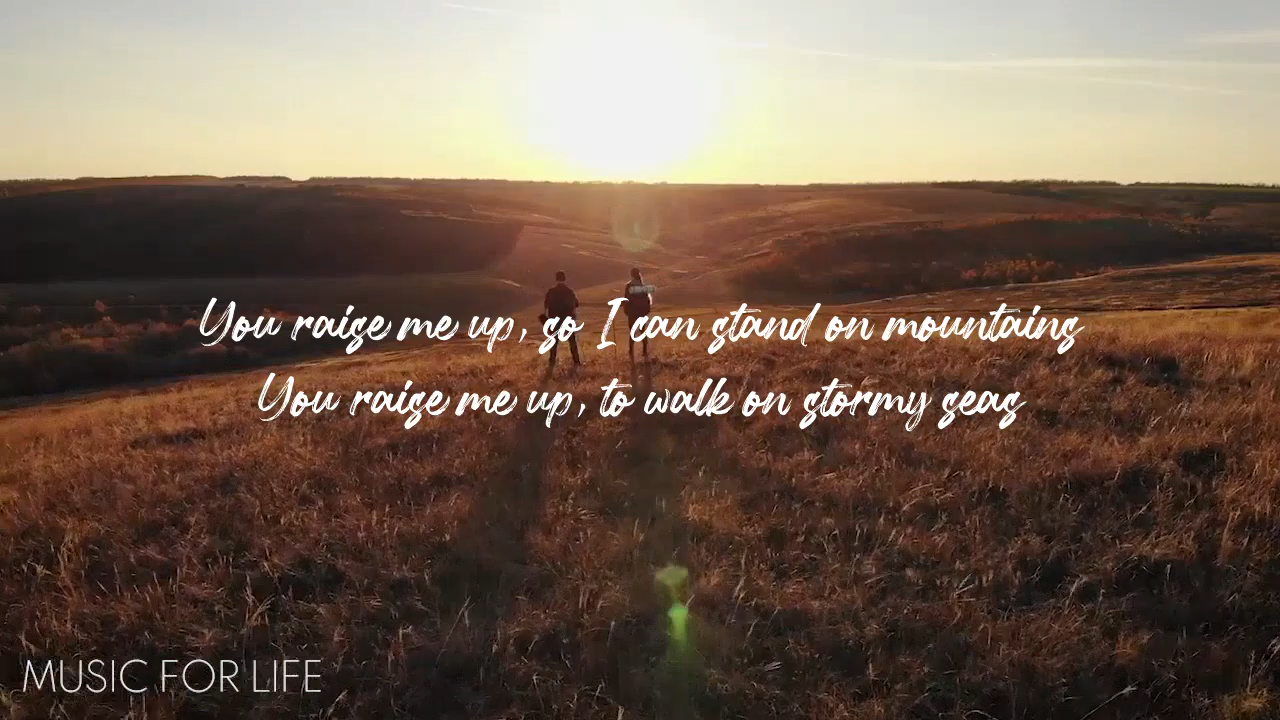 You raise me up, so I can stand on mountains
You raise me up, to walk on stormy seas
MUSIC FOR LIFE